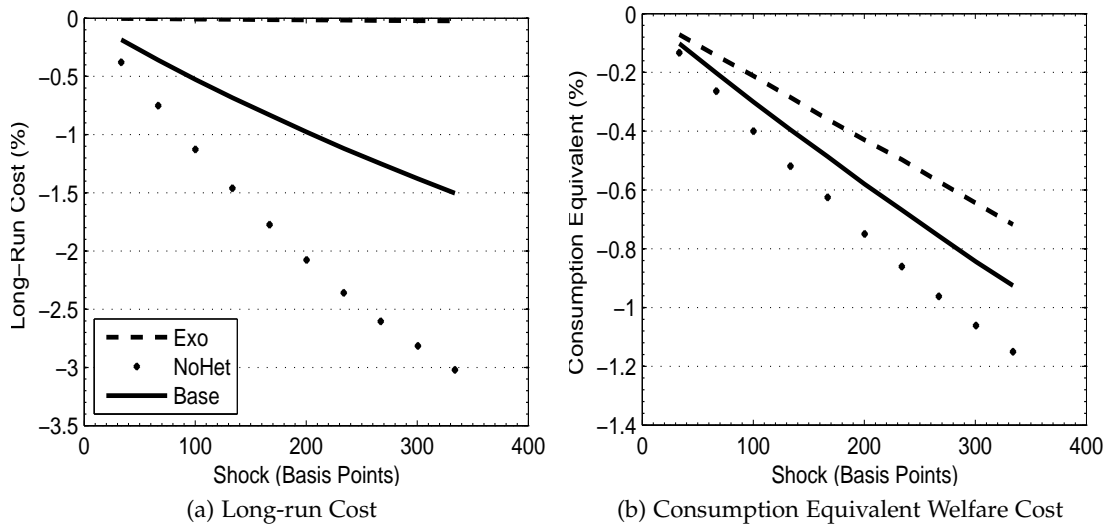 0
−0.5
−1
−1.5
−2
−2.5
−3
−3.5
Long−Run Cost (%)
Exo
NoHet
Base
0 100 200 300 400
Shock (Basis Points)
(a) Long-run Cost
0
−0.2
−0.4
−0.6
−0.8
−1
−1.2
−1.4
Consumption Equivalent (%)
0 100 200 300 400
Shock (Basis Points)
(b) Consumption Equivalent Welfare Cost